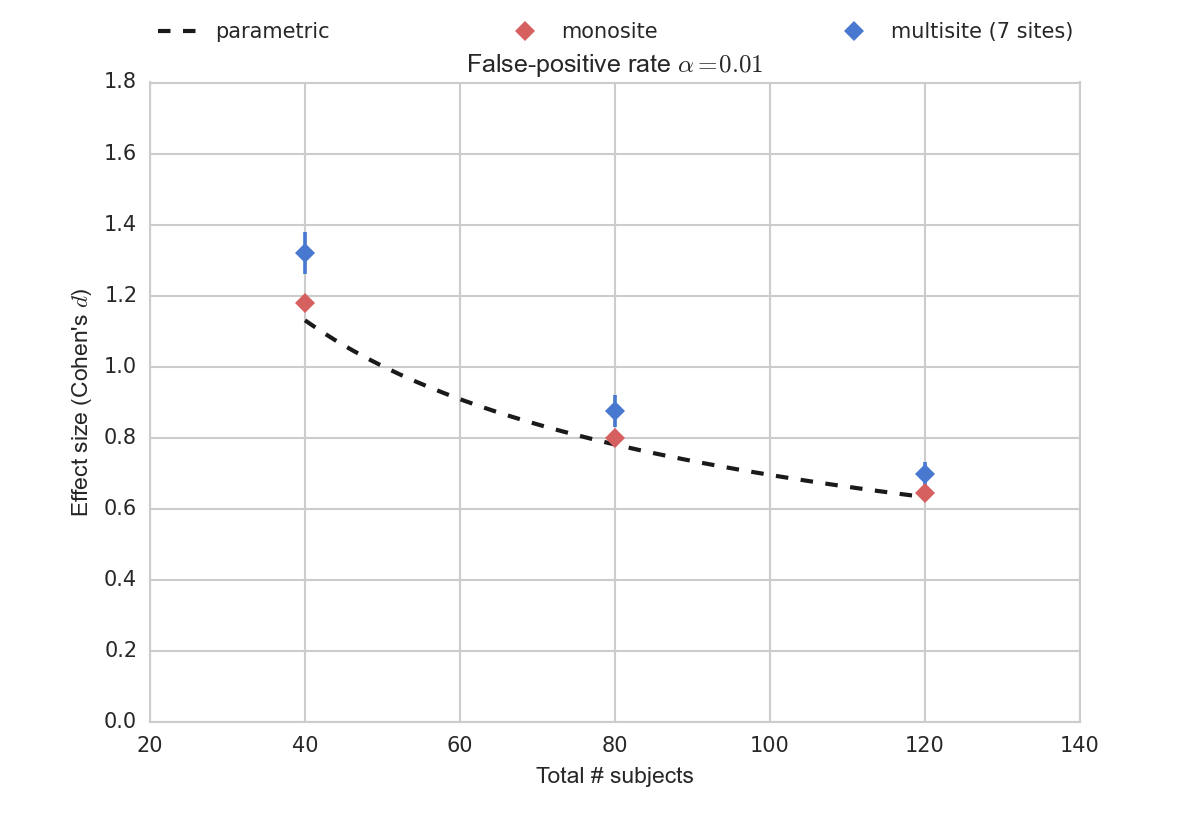 parametric monosite multisite (7 sites)
False-positive rate α=0.01
1.8
1.6
1.4
1.2
1.0
0.8
0.6
0.4
0.2
0.0
Effect size (Cohen's d)
20 40 60 80 100 120 140
Total # subjects